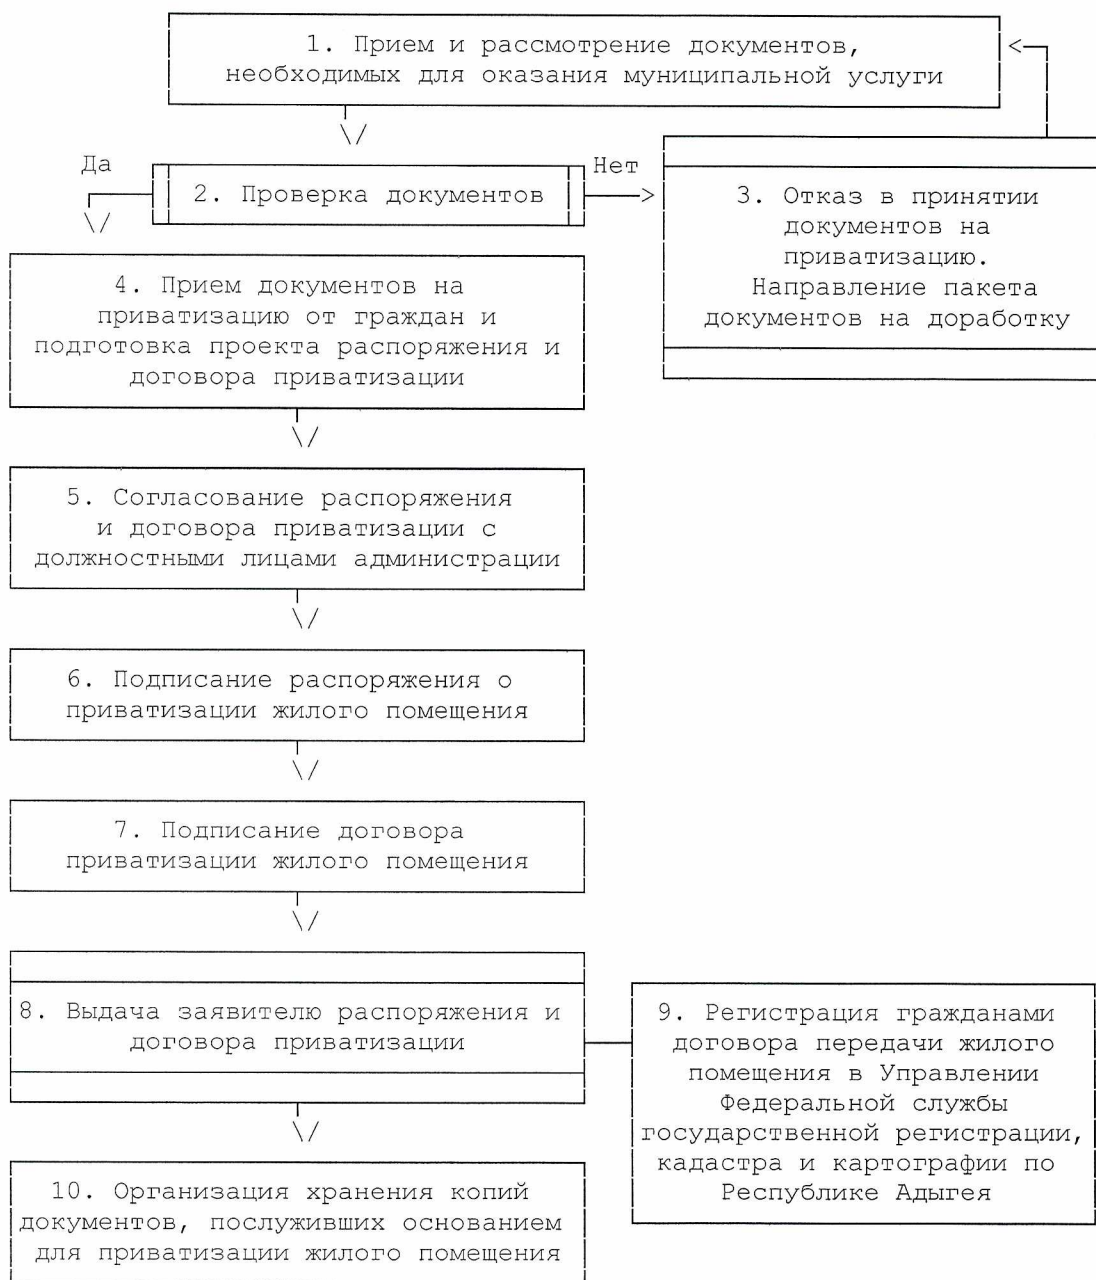 1. Прием и рассмотрение документов,
необходимых для оказания муниципальной услуги
Да
Нет
2. Проверка документов
3. Отказ в принятии
документов на
приватизацию.
Направление пакета
документов на доработку
4. Прием документов на
приватизацию от граждан и
подготовка проекта распоряжения и
договора приватизации
5. Согласование распоряжения
и договора приватизации с
должностными лицами администрации
6. Подписание распоряжения о
приватизации жилого помещения
7. Подписание договора
приватизации жилого помещения
8. Выдача заявителю распоряжения и
договора приватизации
9. Регистрация гражданами
договора передачи жилого
помещения в Управлении
Федеральной службы
государственной регистрации,
кадастра и картографии по
Республике Адыгея
10. Организация хранения копий
документов, послуживших основанием
для приватизации жилого помещения